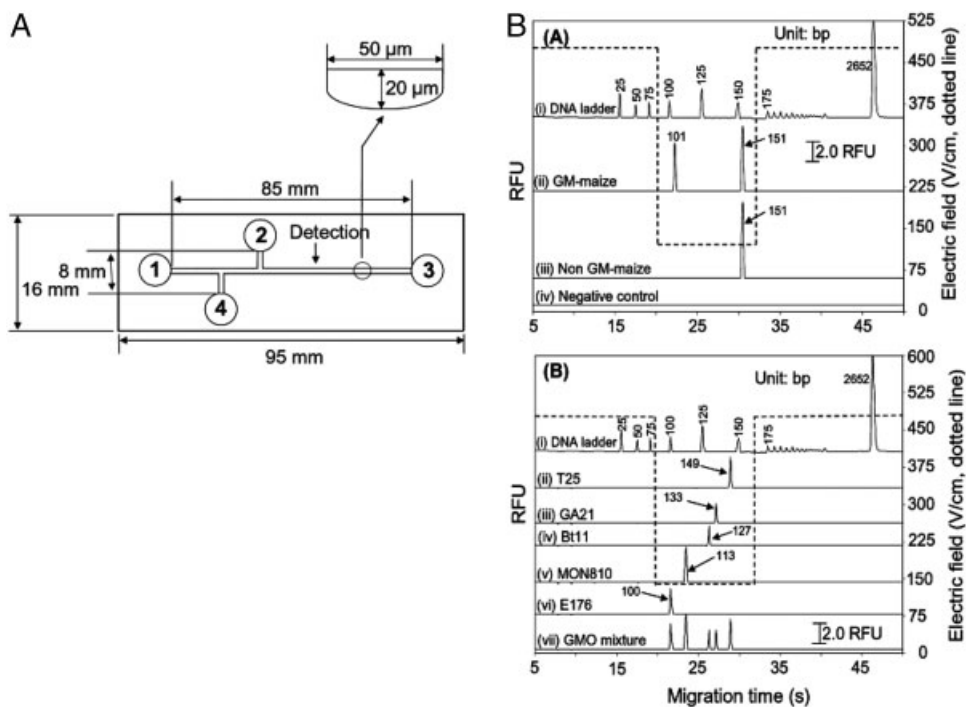 A
50 µm
20 µm
85 mm
8 mm
16 mm
1
2
Detection
3
4
95 mm
B
(A)
Unit: bp
25
50
75
100
125
150
175
2652
(i) DNA ladder
101
151
2.0 RFU
(ii) GM-maize
151
(iii) Non GM-maize
(iv) Negative control
RFU
525
450
375
300
225
150
75
0
Electric field (V/cm, dotted line)
5
15
25
35
45
(B)
Unit: bp
25
50
75
100
125
150
175
2652
(i) DNA ladder
149
(ii) T25
133
(iii) GA21
127
(iv) Bt11
113
(v) MON810
100
(vi) E176
(vii) GMO mixture
2.0 RFU
RFU
600
525
450
375
300
225
150
75
0
Electric field (V/cm, dotted line)
5
15
25
35
45
Migration time (s)